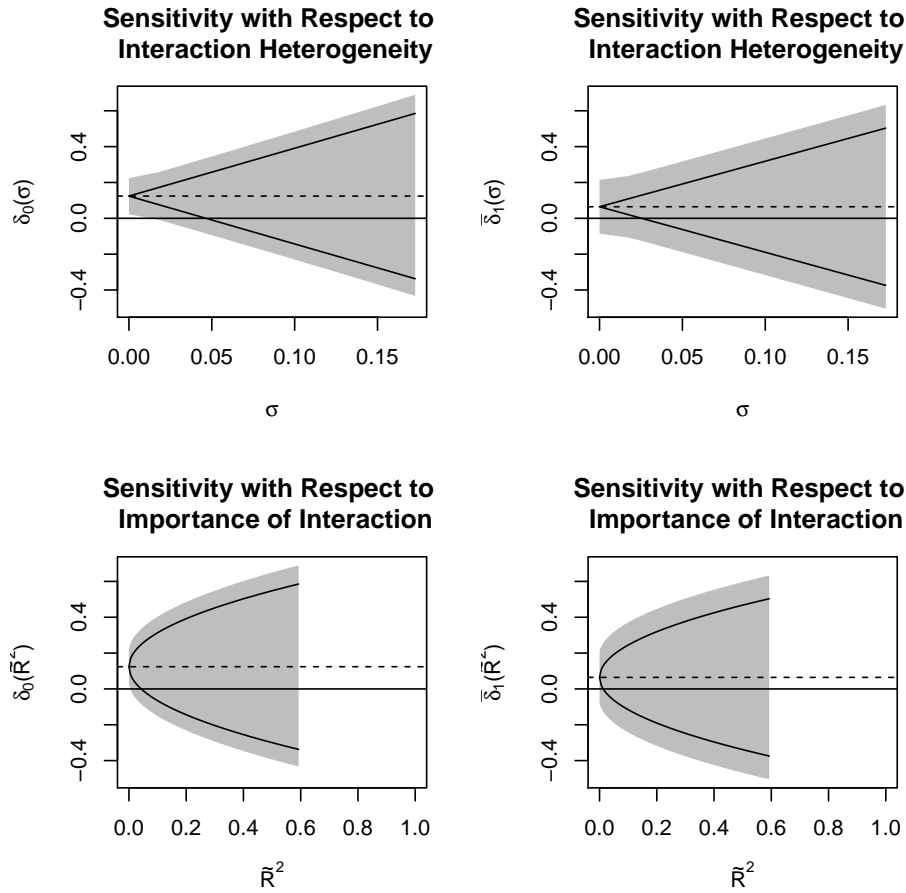 Sensitivity with Respect to
Interaction Heterogeneity
δ̅₀(σ)
0.4
0.0
−0.4
0.00 0.05 0.10 0.15
σ
Sensitivity with Respect to
Interaction Heterogeneity
δ̅₁(σ)
0.4
0.0
−0.4
0.00 0.05 0.10 0.15
σ
Sensitivity with Respect to
Importance of Interaction
δ̅₀(R̃²)
0.4
0.0
−0.4
0.0 0.2 0.4 0.6 0.8 1.0
R̃²
Sensitivity with Respect to
Importance of Interaction
δ̅₁(R̃²)
0.4
0.0
−0.4
0.0 0.2 0.4 0.6 0.8 1.0
R̃²